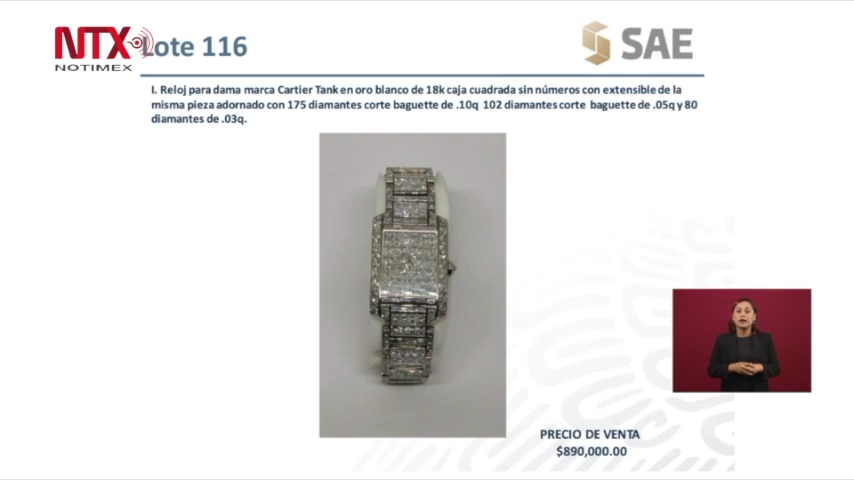 NTX
NOTIMEX
Lote 116
SAE
I. Reloj para dama marca Cartier Tank en oro blanco de 18k caja cuadrada sin números con extensible de la
misma pieza adornado con 175 diamantes corte baguette de .10q 102 diamantes corte baguette de .05q y 80
diamantes de .03q.
PRECIO DE VENTA
$890,000.00